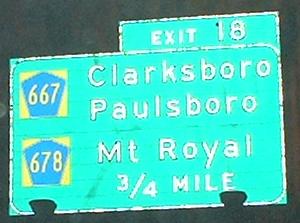 EXIT 18
667 Clarksboro
Paulsboro
678 Mt Royal
3/4 MILE